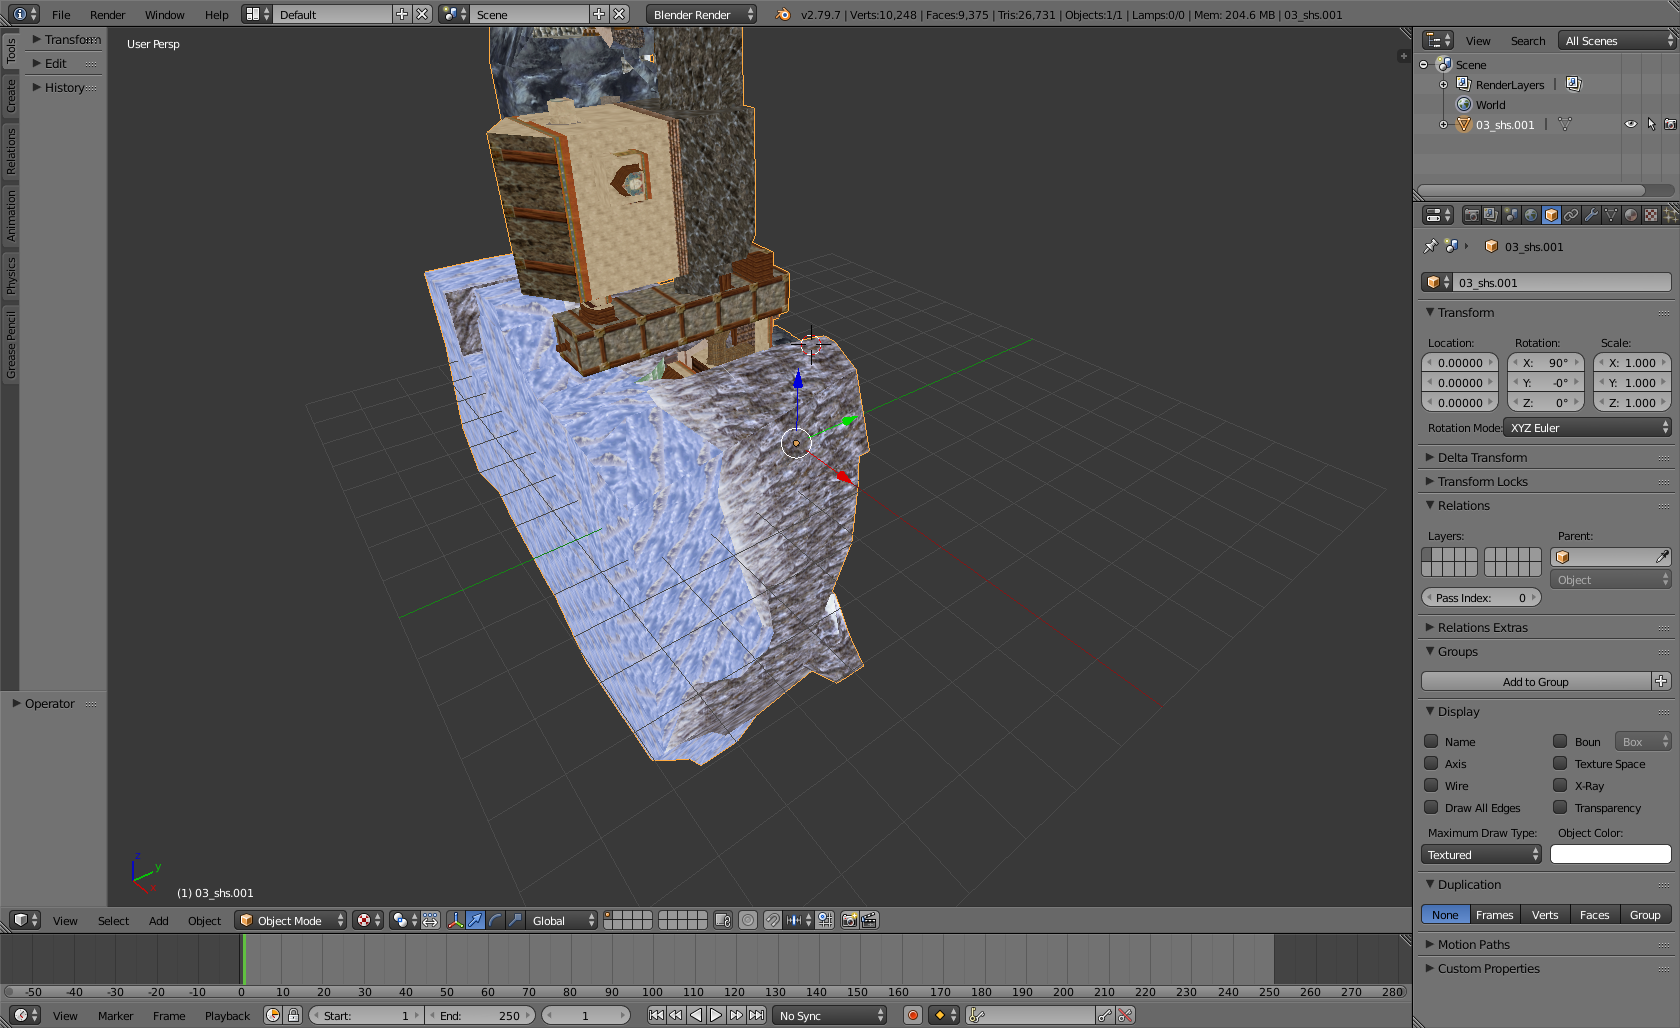 File Render Window Help Default Scene Blender Render v2.79.7 | Verts:10,248 | Faces:9,375 | Tris:26,731 | Objects:1/1 | Lamps:0/0 | Mem: 204.6 MB | 03_shs.001
Tools
Create
Relations
Animation
Physics
Grease Pencil
Transform
Edit
History
Operator
User Persp
(1) 03_shs.001
z
y
x
View Search All Scenes
Scene
RenderLayers |
World
03_shs.001 |
03_shs.001
03_shs.001
Transform
Location: Rotation: Scale:
0.00000 X: 90° X: 1.000
0.00000 Y: -0° Y: 1.000
0.00000 Z: 0° Z: 1.000
Rotation Mode: XYZ Euler
Delta Transform
Transform Locks
Relations
Layers: Parent:
Object
Pass Index: 0
Relations Extras
Groups
Add to Group
Display
Name Boun Box
Axis Texture Space
Wire X-Ray
Draw All Edges Transparency
Maximum Draw Type: Object Color:
Textured
Duplication
None Frames Verts Faces Group
Motion Paths
Custom Properties
View Select Add Object Object Mode Global
-50 -40 -30 -20 -10 0 10 20 30 40 50 60 70 80 90 100 110 120 130 140 150 160 170 180 190 200 210 220 230 240 250 260 270 280
View Marker Frame Playback Start: 1 End: 250 1 No Sync